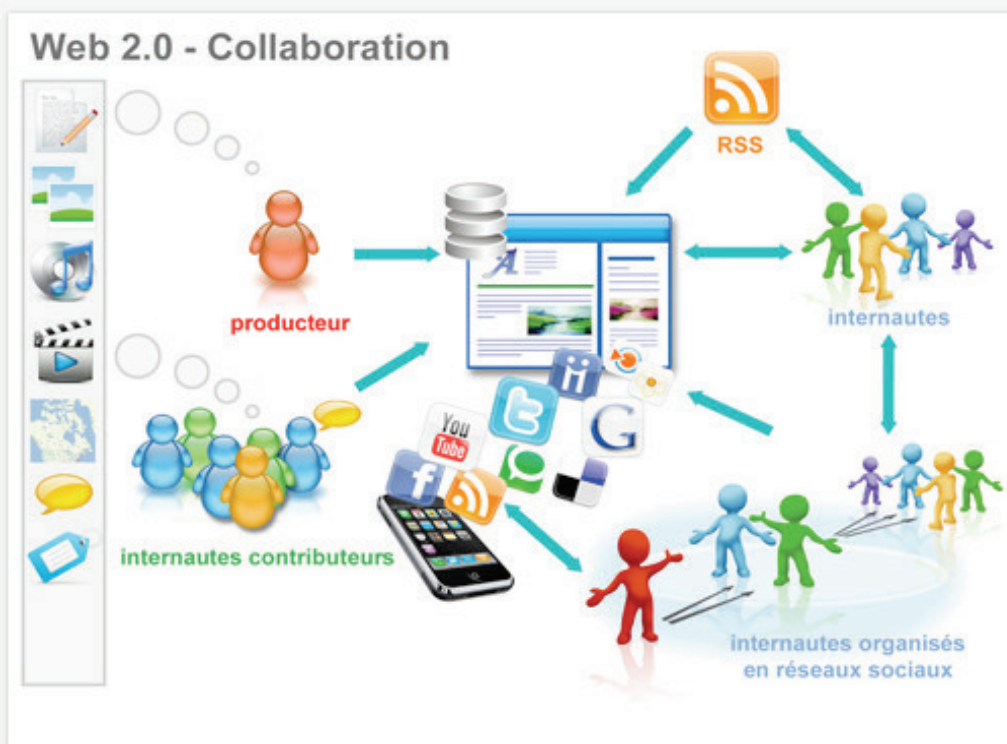 Web 2.0 - Collaboration
RSS
producteur
internautes
You
Tube
G
f
internautes contributeurs
internautes organisés
en réseaux sociaux